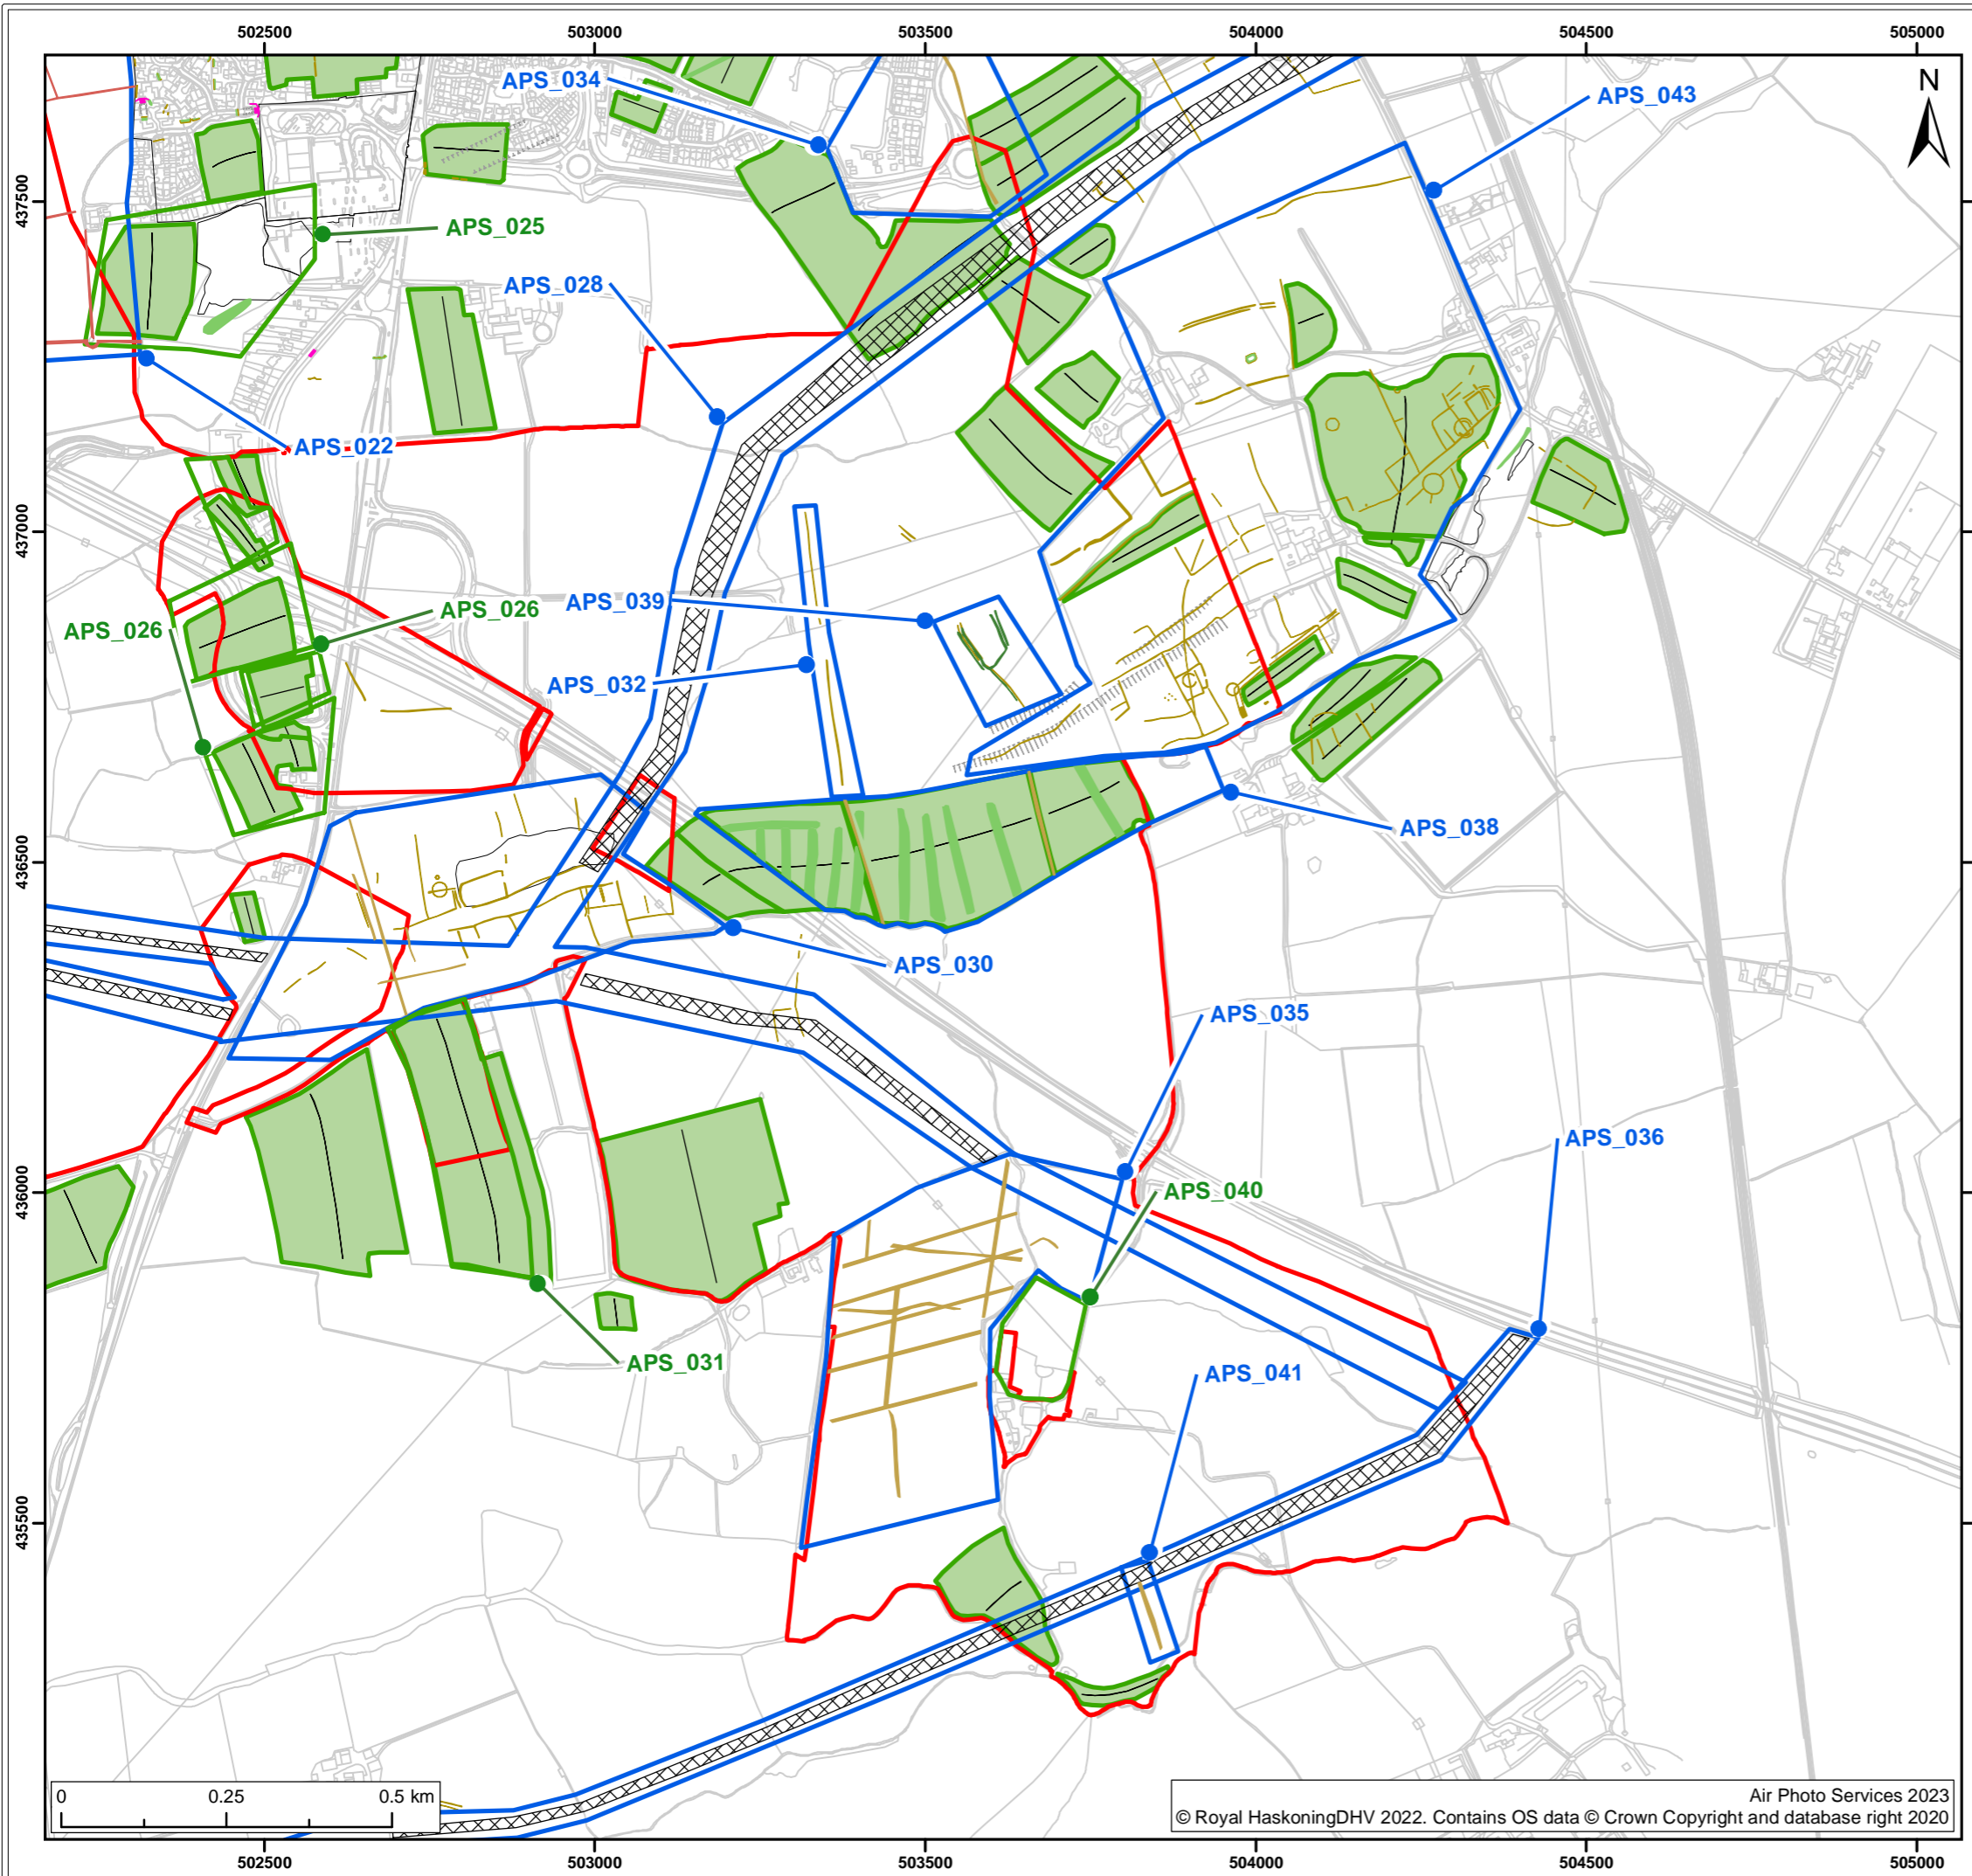 502500 503000 503500 504000 504500 505000
N
APS_034
APS_043
437500
APS_025
APS_028
APS_022
437000
APS_026
APS_026
APS_039
APS_032
APS_038
436500
APS_030
APS_035
APS_036
436000
APS_040
APS_031
APS_041
435500
0 0.25 0.5 km
Air Photo Services 2023
© Royal HaskoningDHV 2022. Contains OS data © Crown Copyright and database right 2020
502500 503000 503500 504000 504500 505000